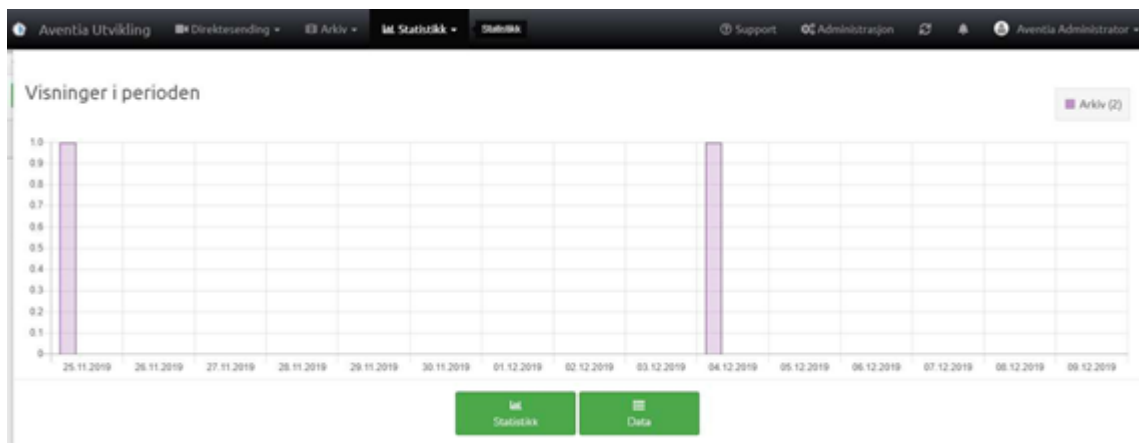 Aventia Utvikling Direktesending Arkiv Statistikk Statistikk Support Administrasjon Aventia Administrator
Visninger i perioden
Arkiv (2)
1.0
0.9
0.8
0.7
0.6
0.5
0.4
0.3
0.2
0.1
0
25.11.2019 26.11.2019 27.11.2019 28.11.2019 29.11.2019 30.11.2019 01.12.2019 02.12.2019 03.12.2019 04.12.2019 05.12.2019 06.12.2019 07.12.2019 08.12.2019 09.12.2019
Statistikk Data